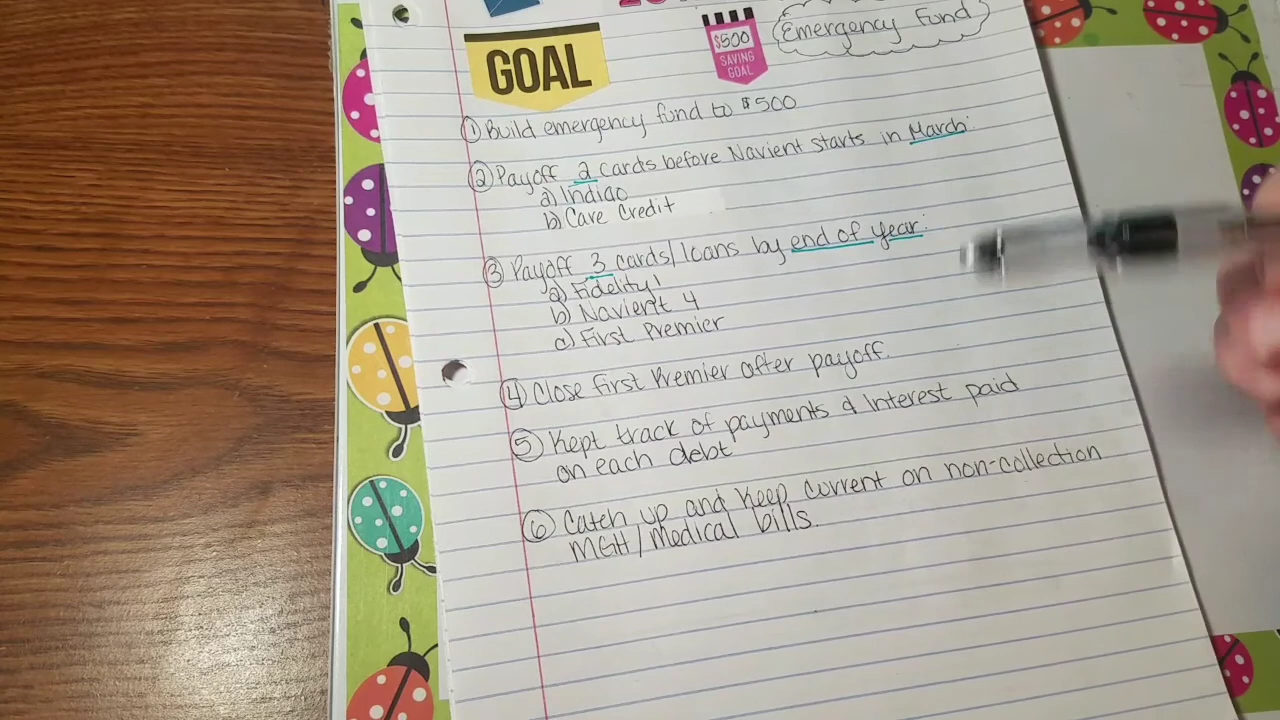 GOAL
$500
SAVING
GOAL
Emergency Fund
① Build emergency fund to $500
② Payoff 2 cards before Navient starts in March:
a) Indigo
b) Care Credit
③ Payoff 3 cards/loans by end of year:
a) Fidelity 1
b) Navient 4
c) First Premier
④ Close First Premier after payoff.
⑤ Kept track of payments & interest paid
on each debt
⑥ Catch up and Keep current on non-collection
MGH/Medical bills.